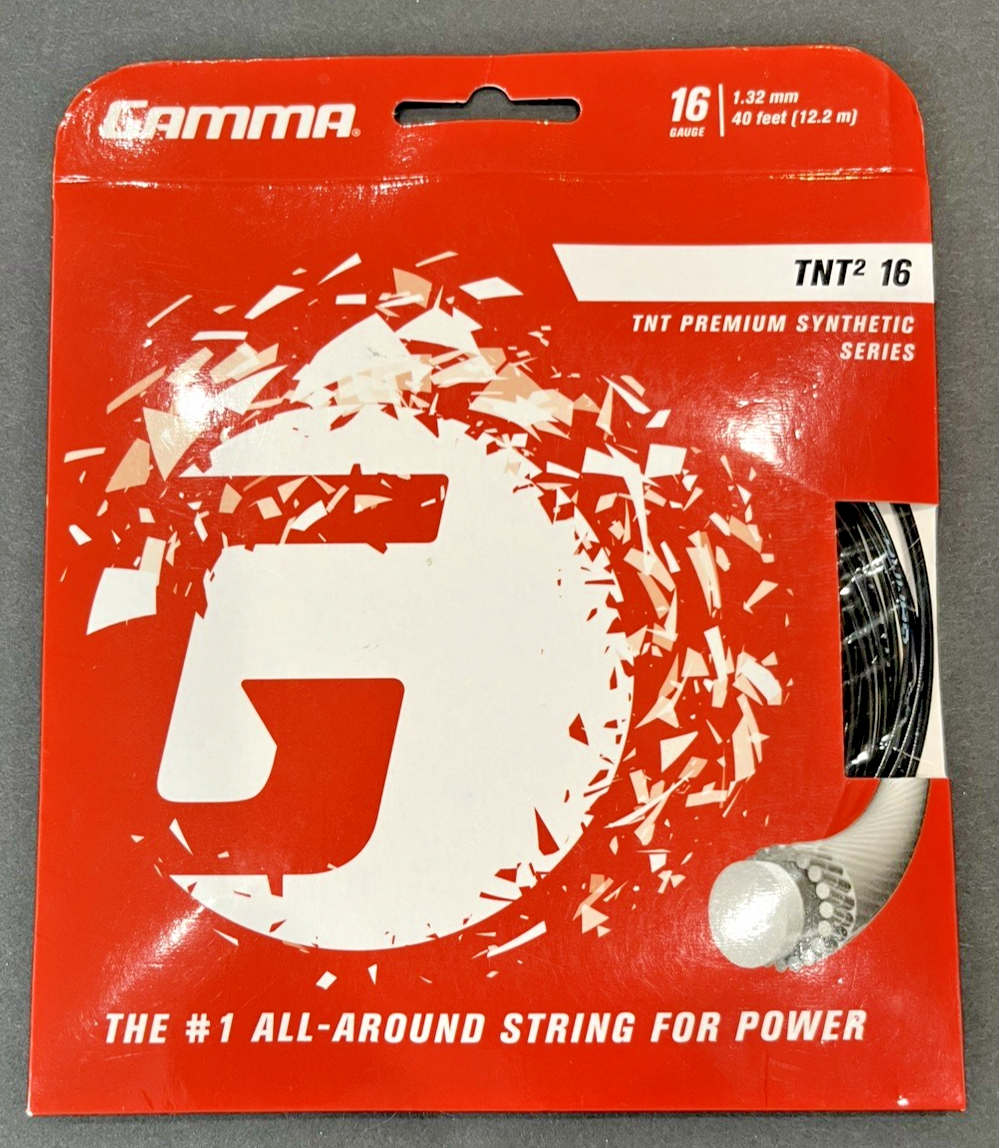 GAMMA®
16
GAUGE
1.32 mm
40 feet (12.2 m)
TNT² 16
TNT PREMIUM SYNTHETIC
SERIES
G
THE #1 ALL-AROUND STRING FOR POWER